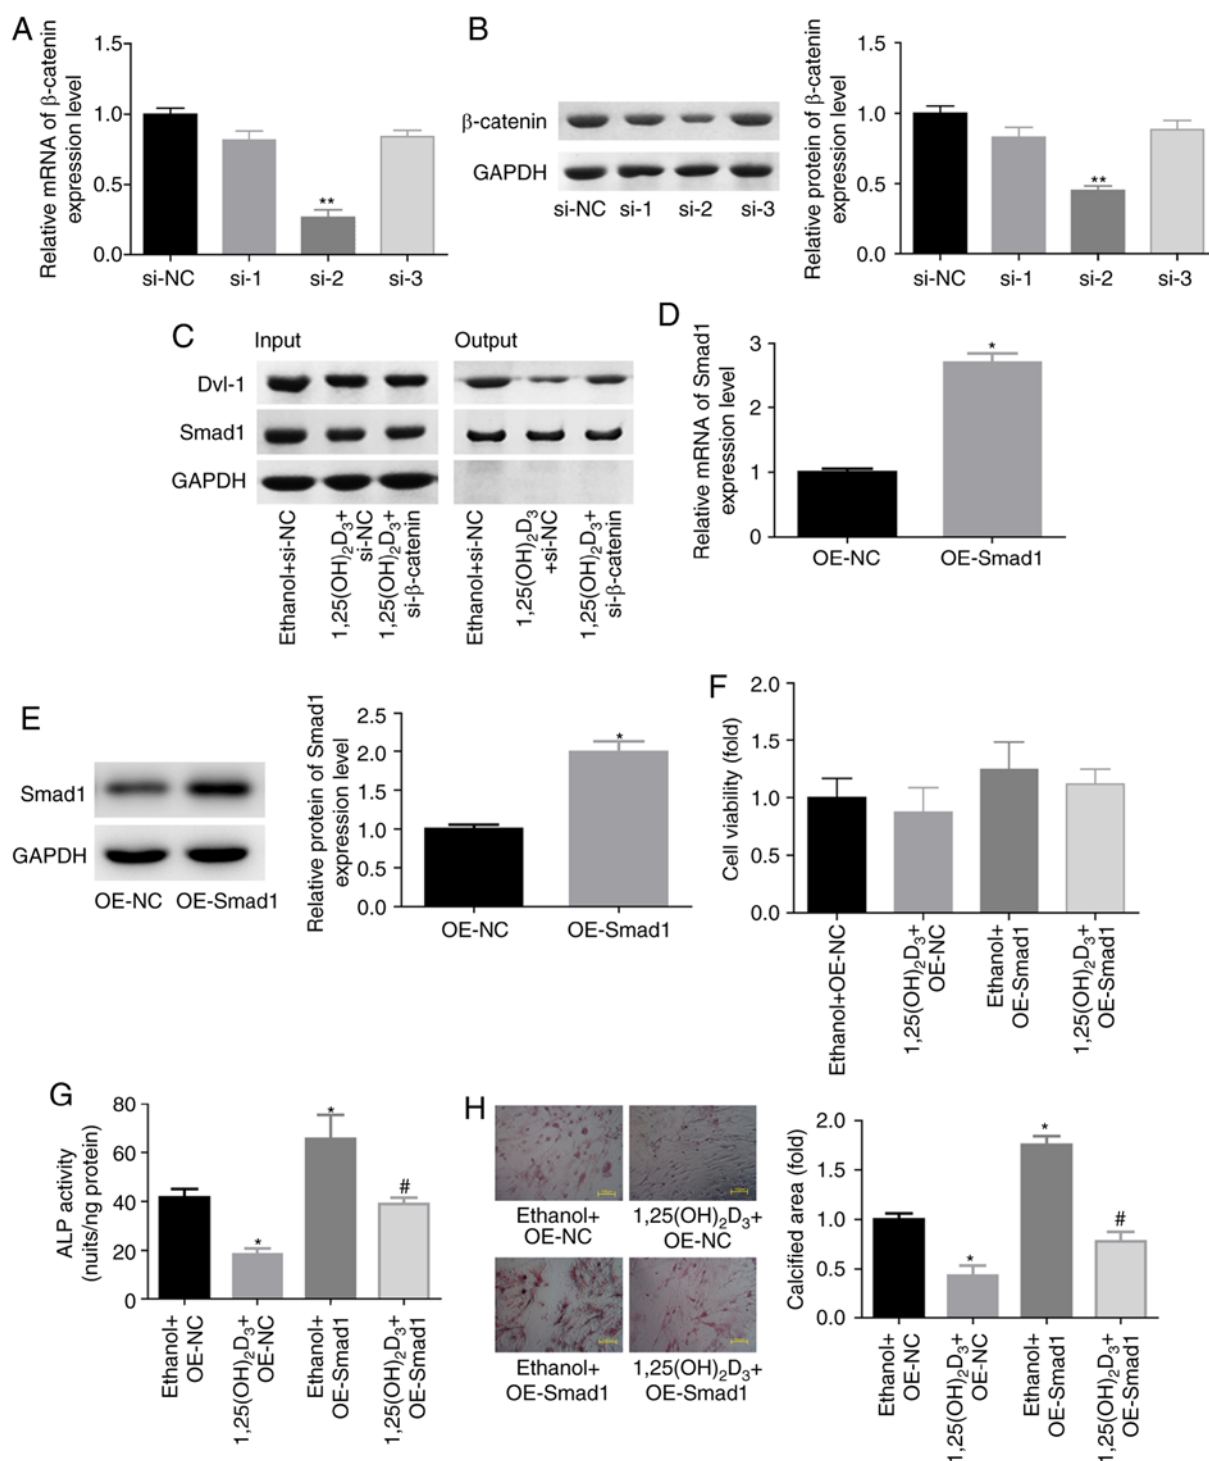 A
Relative mRNA of β-catenin
expression level
1.5
1.0
0.5
0.0
**
si-NC
si-1
si-2
si-3
B
β-catenin
GAPDH
si-NC
si-1
si-2
si-3
Relative protein of β-catenin
expression level
1.5
1.0
0.5
0.0
**
si-NC
si-1
si-2
si-3
C
Input
Output
Dvl-1
Smad1
GAPDH
Ethanol+si-NC
1,25(OH)2D3+
si-NC
1,25(OH)2D3+
si-β-catenin
Ethanol+si-NC
1,25(OH)2D3
+si-NC
1,25(OH)2D3+
si-β-catenin
D
Relative mRNA of Smad1
expression level
3
2
1
0
*
OE-NC
OE-Smad1
E
Smad1
GAPDH
OE-NC
OE-Smad1
Relative protein of Smad1
expression level
2.5
2.0
1.5
1.0
0.5
0.0
*
OE-NC
OE-Smad1
F
Cell viability (fold)
2.0
1.5
1.0
0.5
0.0
Ethanol+OE-NC
1,25(OH)2D3+
OE-NC
Ethanol+
OE-Smad1
1,25(OH)2D3+
OE-Smad1
G
ALP activity
(nuits/ng protein)
80
60
40
20
0
*
*
#
Ethanol+
OE-NC
1,25(OH)2D3+
OE-NC
Ethanol+
OE-Smad1
1,25(OH)2D3+
OE-Smad1
H
Ethanol+
OE-NC
1,25(OH)2D3+
OE-NC
Ethanol+
OE-Smad1
1,25(OH)2D3+
OE-Smad1
Calcified area (fold)
2.0
1.5
1.0
0.5
0.0
*
*
#
Ethanol+
OE-NC
1,25(OH)2D3+
OE-NC
Ethanol+
OE-Smad1
1,25(OH)2D3+
OE-Smad1